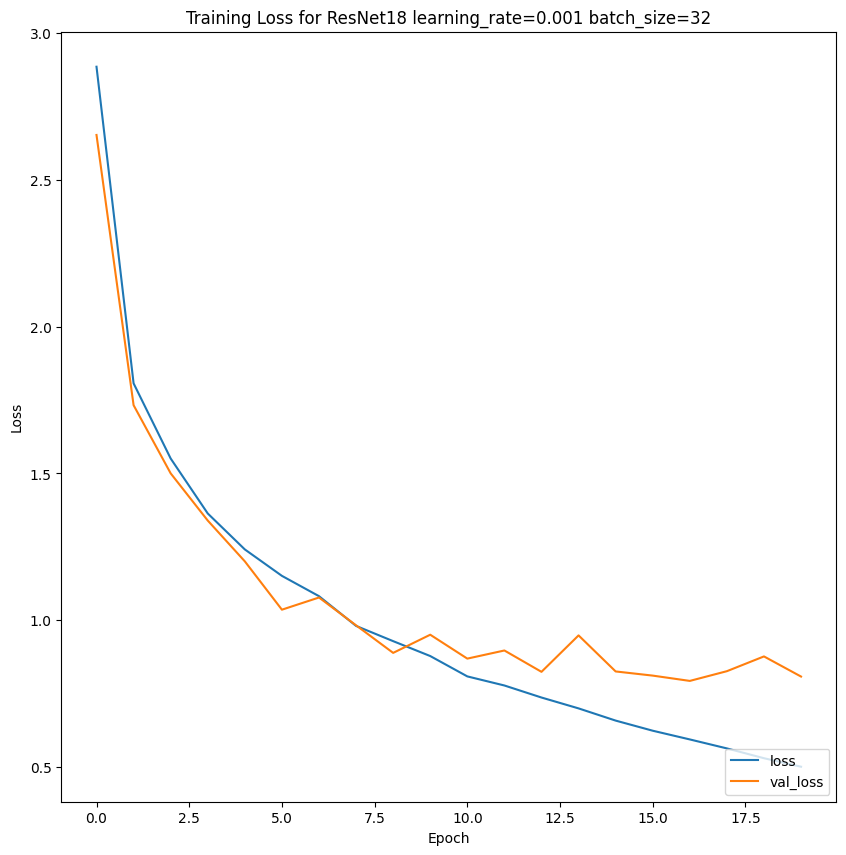 Training Loss for ResNet18 learning_rate=0.001 batch_size=32
3.0
2.5
2.0
1.5
1.0
0.5
Loss
loss
val_loss
0.0 2.5 5.0 7.5 10.0 12.5 15.0 17.5
Epoch